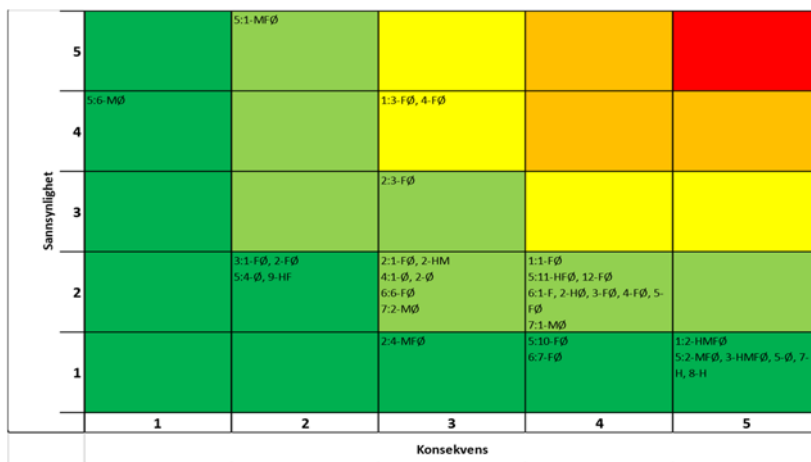 5:1-MFØ
5
5:6-MØ
1:3-FØ, 4-FØ
4
2:3-FØ
3
3:1-FØ, 2-FØ
5:4-Ø, 9-HF
2:1-FØ, 2-HM
4:1-Ø, 2-Ø
6:6-FØ
7:2-MØ
1:1-FØ
5:11-HFØ, 12-FØ
6:1-F, 2-HØ, 3-FØ, 4-FØ, 5-
FØ
7:1-MØ
2
2:4-MFØ
5:10-FØ
6:7-FØ
1:2-HMFØ
5:2-MFØ, 3-HMFØ, 5-Ø, 7-
H, 8-H
1
Sannsynlighet
1 2 3 4 5
Konsekvens